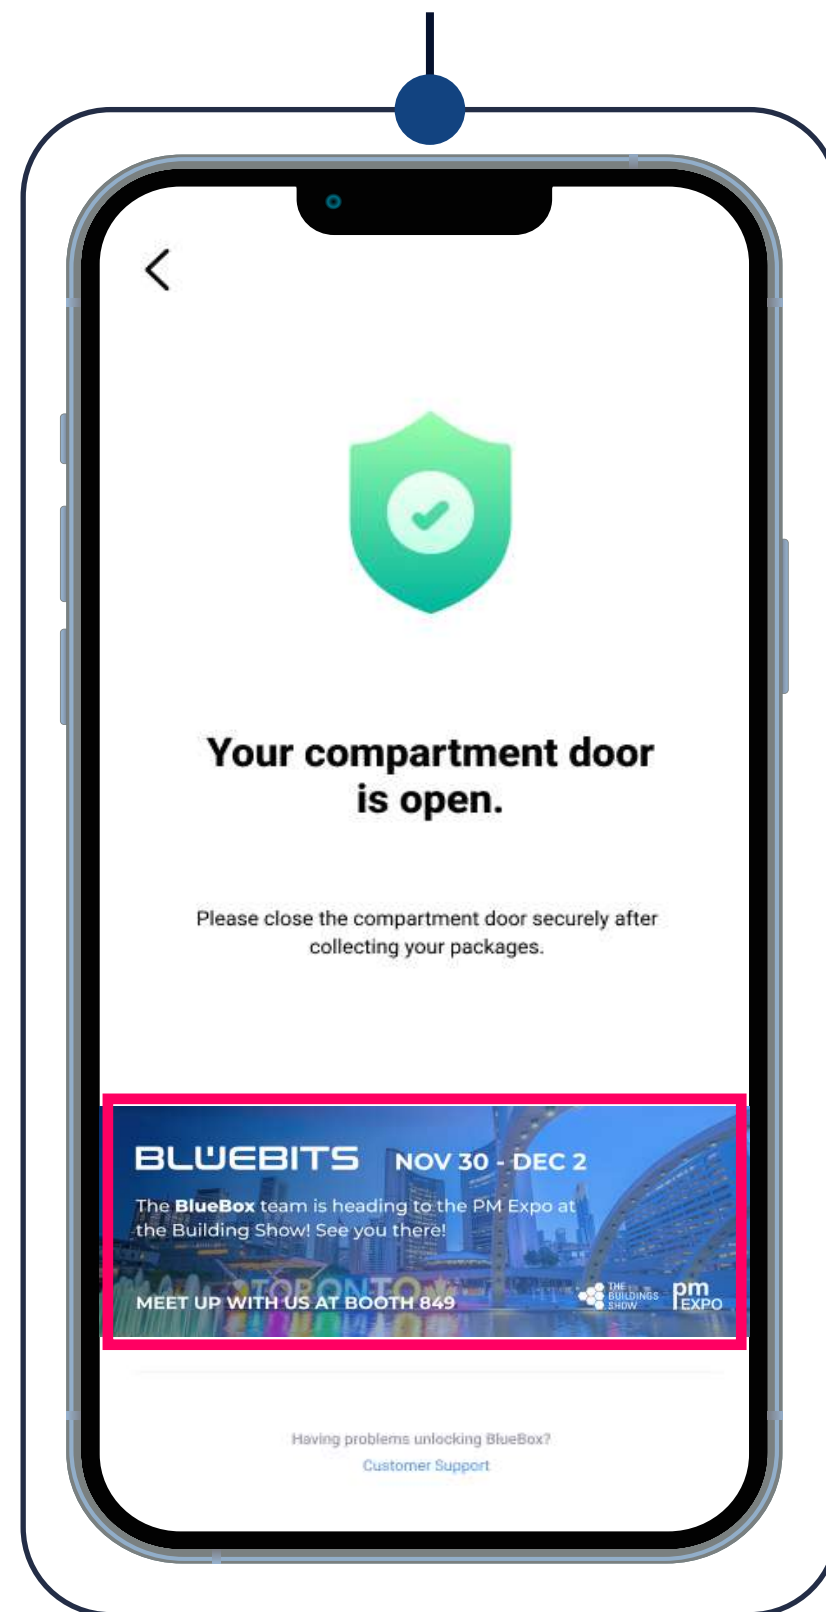 Your compartment door
is open.
Please close the compartment door securely after
collecting your packages.
BLUEBITS NOV 30 - DEC 2
The BlueBox team is heading to the PM Expo at
the Building Show! See you there!
TORONTO
MEET UP WITH US AT BOOTH 849
THE
BUILDINGS
SHOW
pm
EXPO
Having problems unlocking BlueBox?
Customer Support